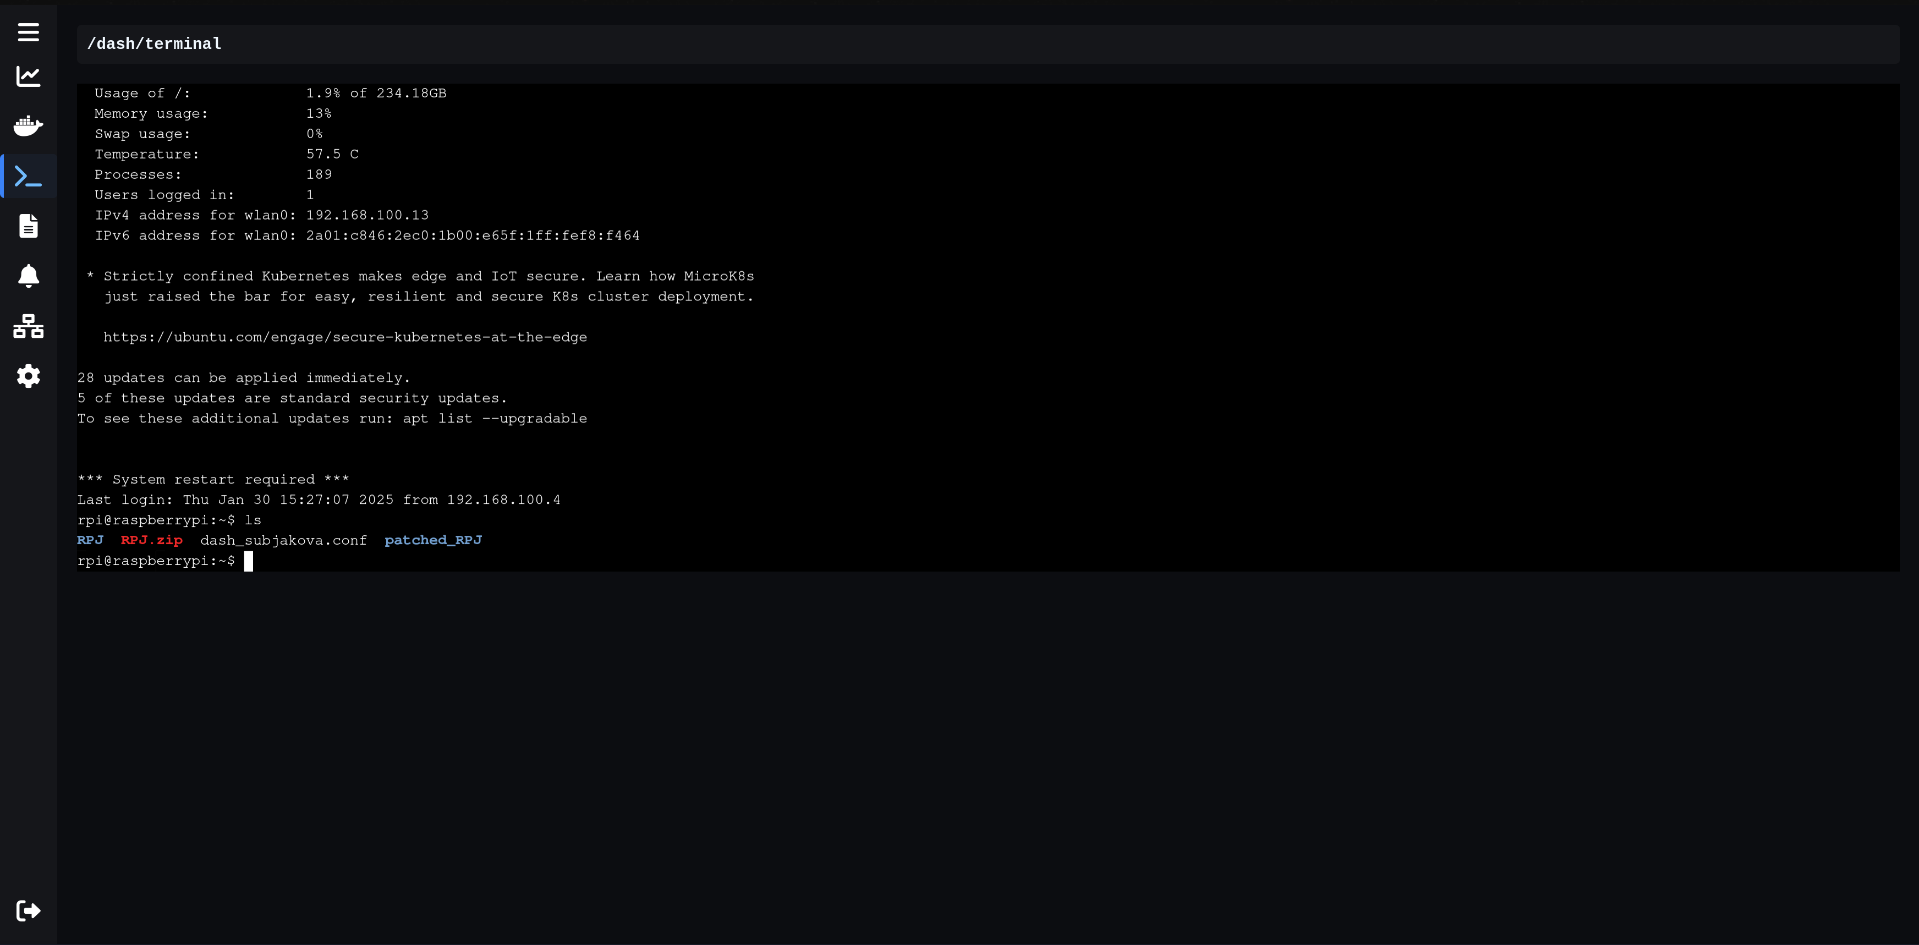 /dash/terminal
Usage of /: 1.9% of 234.18GB
Memory usage: 13%
Swap usage: 0%
Temperature: 57.5 C
Processes: 189
Users logged in: 1
IPv4 address for wlan0: 192.168.100.13
IPv6 address for wlan0: 2a01:c846:2ec0:1b00:e65f:1ff:fef8:f464
* Strictly confined Kubernetes makes edge and IoT secure. Learn how MicroK8s
just raised the bar for easy, resilient and secure K8s cluster deployment.
https://ubuntu.com/engage/secure-kubernetes-at-the-edge
28 updates can be applied immediately.
5 of these updates are standard security updates.
To see these additional updates run: apt list --upgradable
*** System restart required ***
Last login: Thu Jan 30 15:27:07 2025 from 192.168.100.4
rpi@raspberrypi:~$ ls
RPJ RPJ.zip dash_subjakova.conf patched_RPJ
rpi@raspberrypi:~$